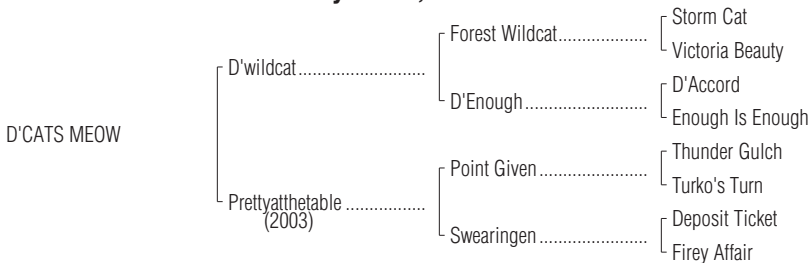 Storm Cat
Forest Wildcat....................
Victoria Beauty
D'wildcat..........................
D'Accord
D'Enough.........................
Enough Is Enough
D'CATS MEOW
Thunder Gulch
Point Given ......................
Turko's Turn
Prettyatthetable .................
(2003)
Deposit Ticket
Swearingen ......................
Firey Affair